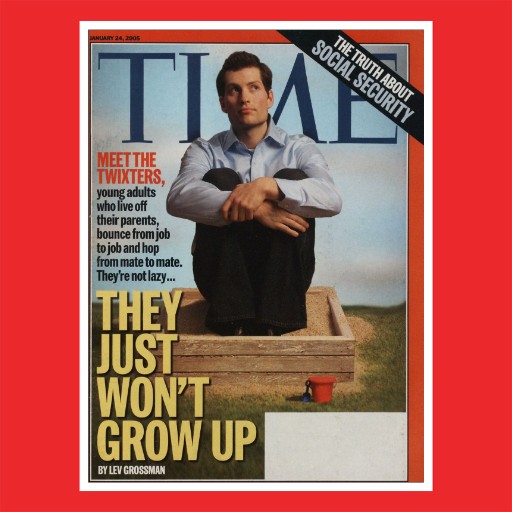 JANUARY 24, 2005
THE TRUTH ABOUT
SOCIAL SECURITY
TIME
MEET THE
TWIXTERS,
young adults
who live off
their parents,
bounce from job
to job and hop
from mate to mate.
They're not lazy...
THEY
JUST
WON'T
GROW UP
BY LEV GROSSMAN